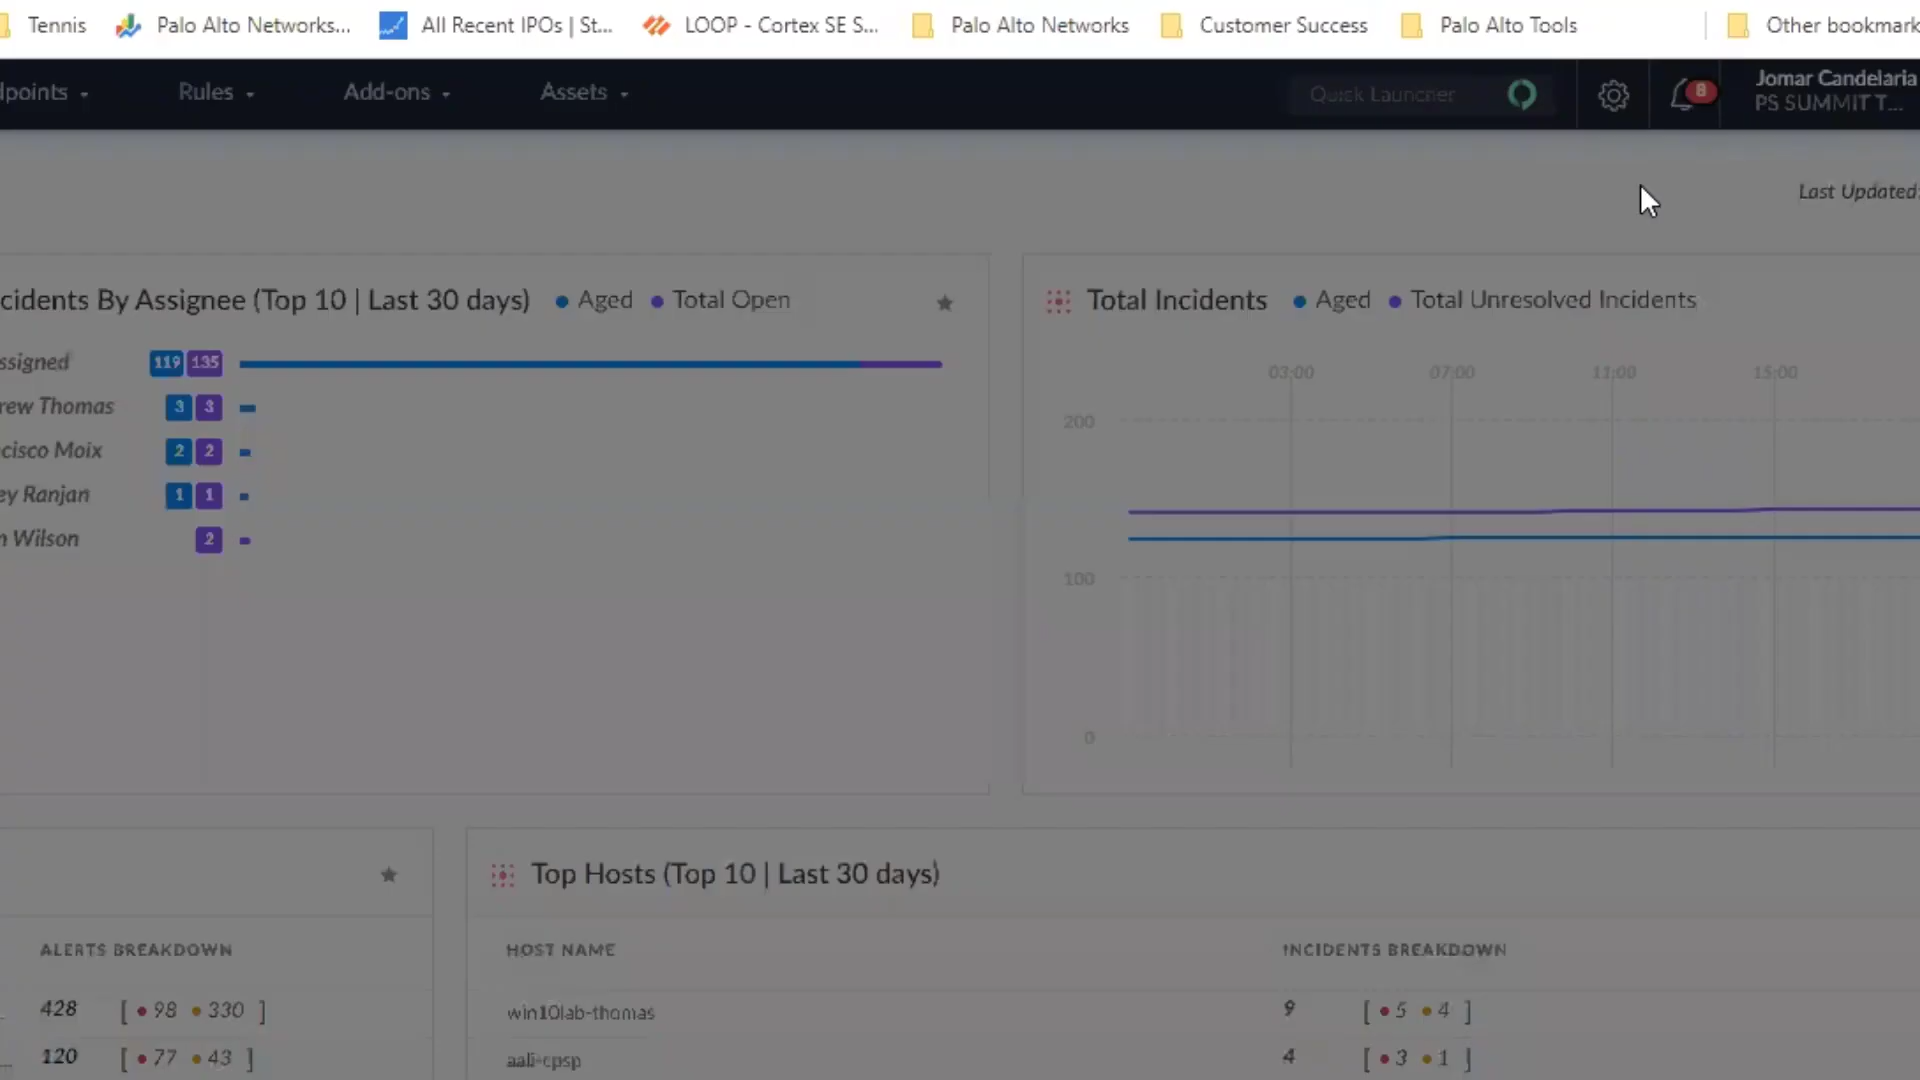 Tennis
Palo Alto Networks...
All Recent IPOs | St...
LOOP - Cortex SE S...
Palo Alto Networks
Customer Success
Palo Alto Tools
Other bookmark
dpoints
Rules
Add-ons
Assets
Quick Launcher
8
Jomar Candelaria
PS SUMMIT T...
Last Updated:
cidents By Assignee (Top 10 | Last 30 days)
Aged
Total Open
ssigned 119 135
rew Thomas 3 3
cisco Moix 2 2
ey Ranjan 1 1
n Wilson 2
Total Incidents
Aged
Total Unresolved Incidents
03:00 07:00 11:00 15:00
200
100
0
ALERTS BREAKDOWN
428 [ 98 330 ]
120 [ 77 43 ]
Top Hosts (Top 10 | Last 30 days)
HOST NAME INCIDENTS BREAKDOWN
win10lab-thomas 9 [ 5 4 ]
aali-cpsp 4 [ 3 1 ]